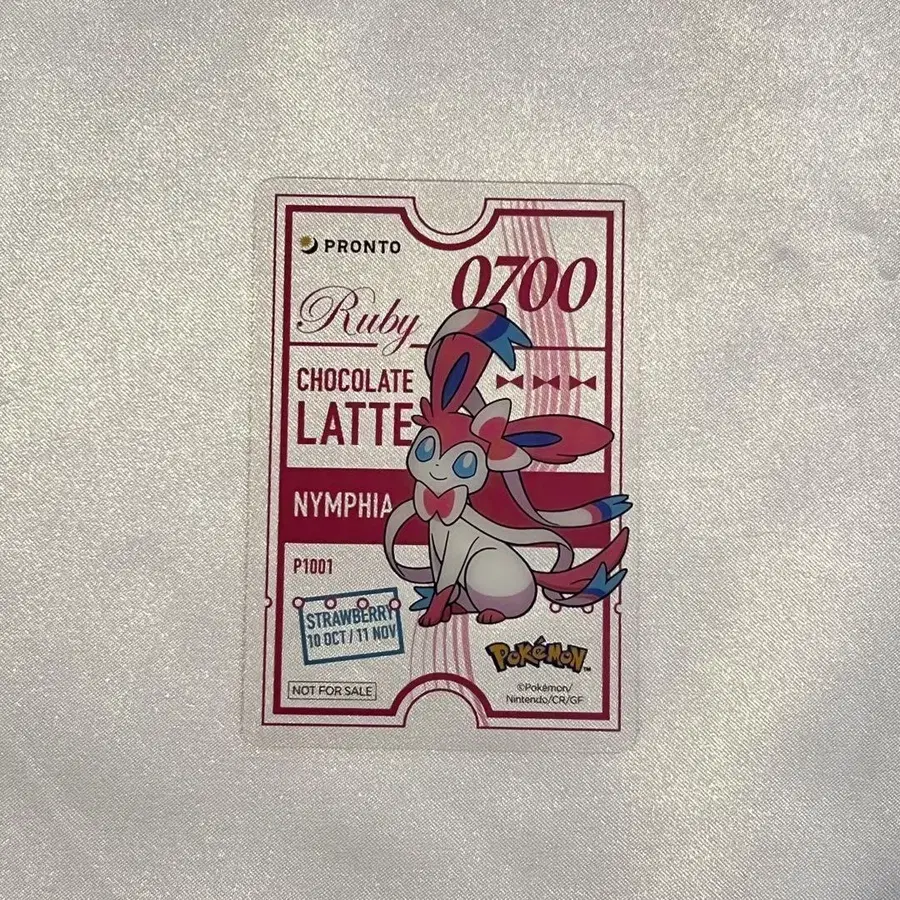 PRONTO
0700
Ruby
CHOCOLATE
LATTE
NYMPHIA
P1001
STRAWBERRY
10 OCT / 11 NOV
NOT FOR SALE
POKéMON™
©Pokémon/
Nintendo/CR/GF